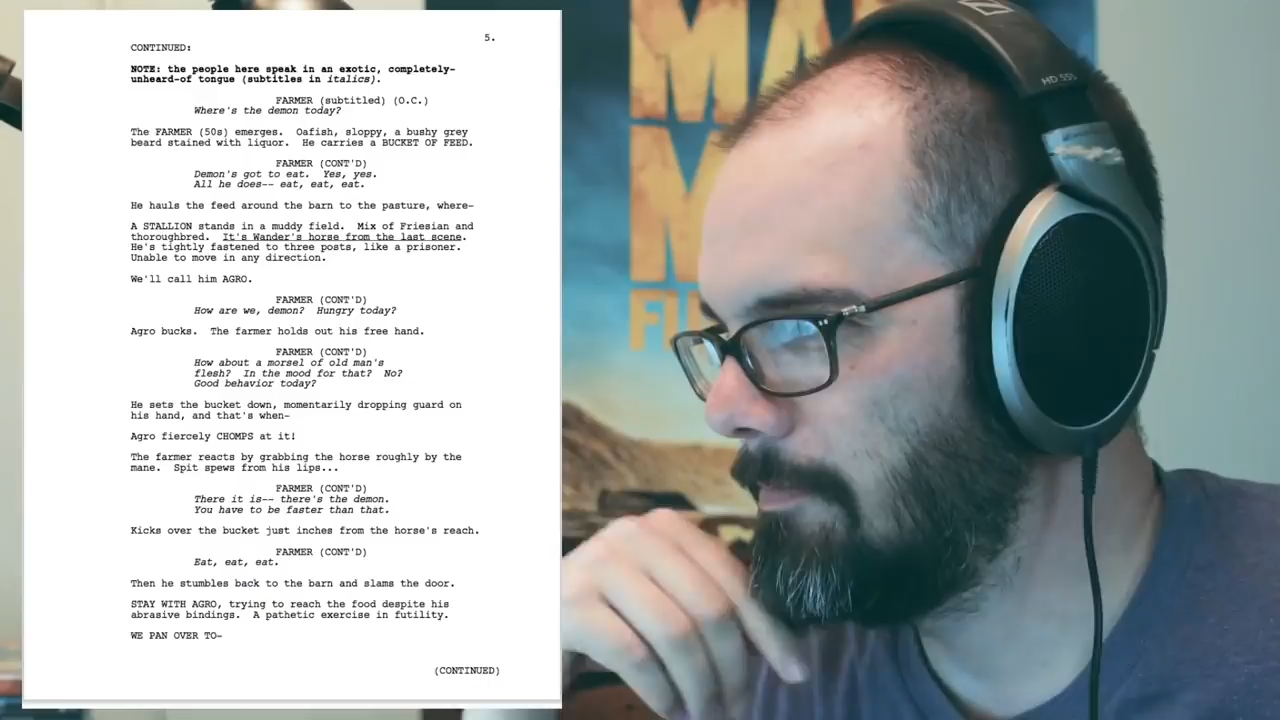 5.
CONTINUED:
NOTE: the people here speak in an exotic, completely-
unheard-of tongue (subtitles in italics).
FARMER (subtitled) (O.C.)
Where's the demon today?
The FARMER (50s) emerges. Oafish, sloppy, a bushy grey
beard stained with liquor. He carries a BUCKET OF FEED.
FARMER (CONT'D)
Demon's got to eat. Yes, yes.
All he does-- eat, eat, eat.
He hauls the feed around the barn to the pasture, where-
A STALLION stands in a muddy field. Mix of Friesian and
thoroughbred. It's Wander's horse from the last scene.
He's tightly fastened to three posts, like a prisoner.
Unable to move in any direction.
We'll call him AGRO.
FARMER (CONT'D)
How are we, demon? Hungry today?
Agro bucks. The farmer holds out his free hand.
FARMER (CONT'D)
How about a morsel of old man's
flesh? In the mood for that? No?
Good behavior today?
He sets the bucket down, momentarily dropping guard on
his hand, and that's when-
Agro fiercely CHOMPS at it!
The farmer reacts by grabbing the horse roughly by the
mane. Spit spews from his lips...
FARMER (CONT'D)
There it is-- there's the demon.
You have to be faster than that.
Kicks over the bucket just inches from the horse's reach.
FARMER (CONT'D)
Eat, eat, eat.
Then he stumbles back to the barn and slams the door.
STAY WITH AGRO, trying to reach the food despite his
abrasive bindings. A pathetic exercise in futility.
WE PAN OVER TO-
(CONTINUED)
HD 555